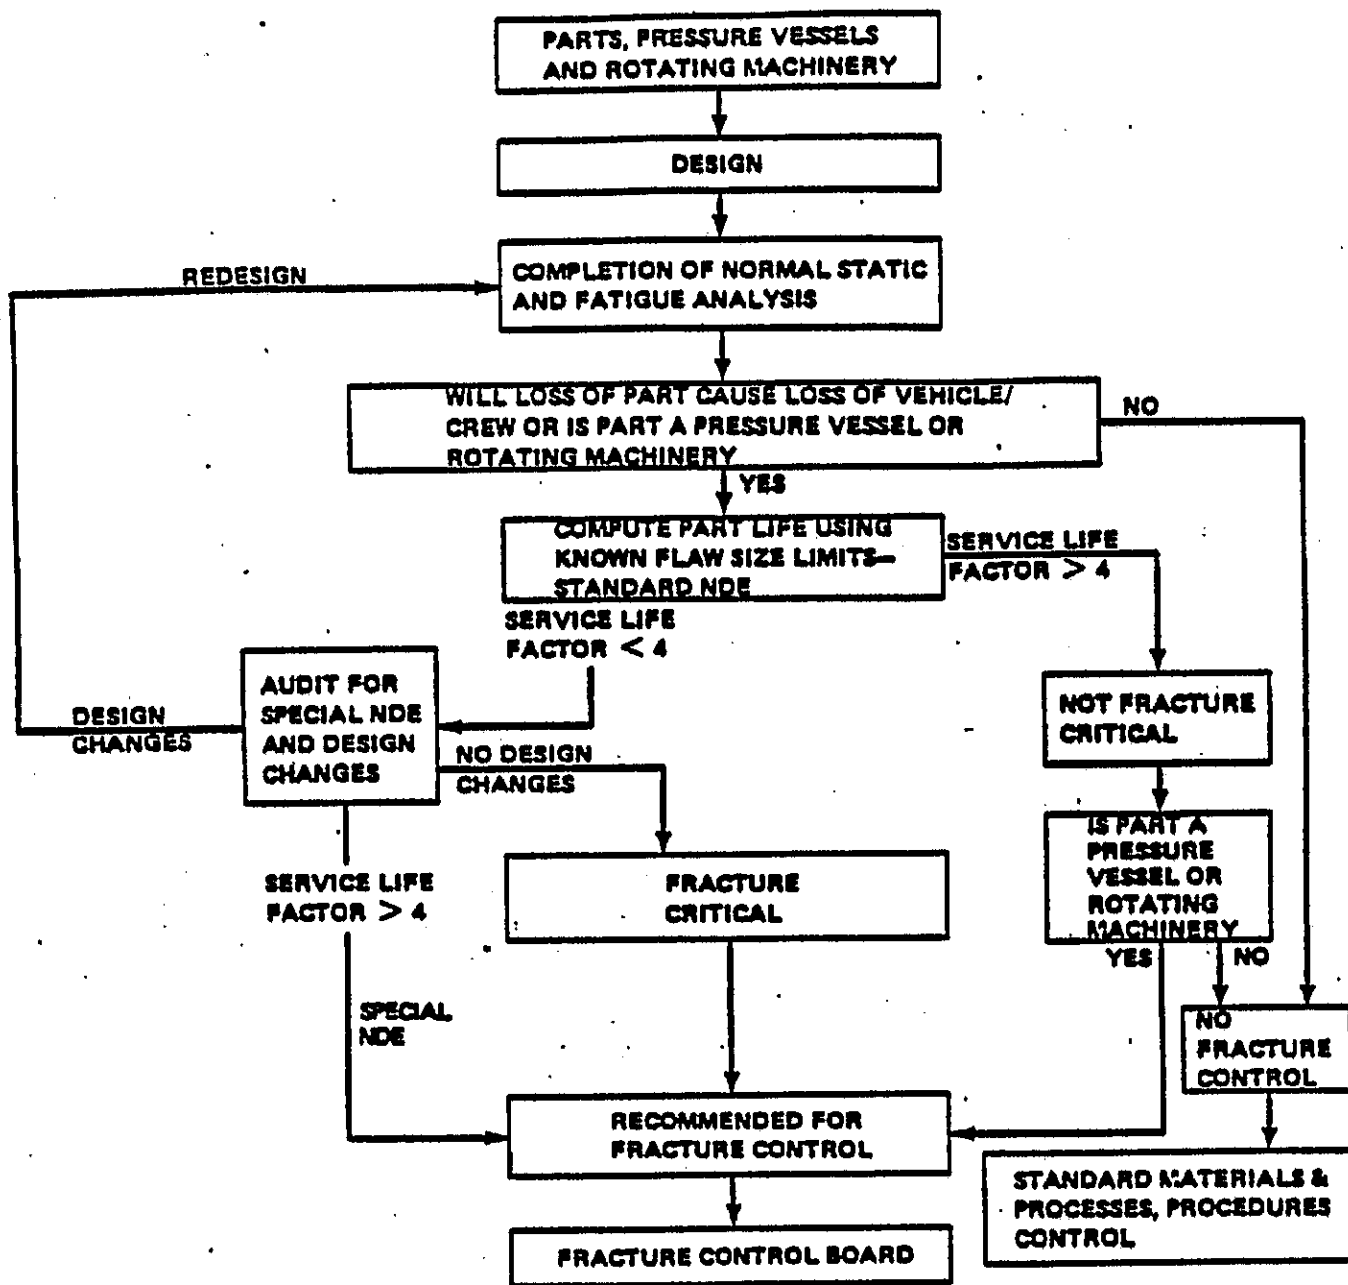 PARTS, PRESSURE VESSELS
AND ROTATING MACHINERY
DESIGN
REDESIGN
COMPLETION OF NORMAL STATIC
AND FATIGUE ANALYSIS
WILL LOSS OF PART CAUSE LOSS OF VEHICLE/
CREW OR IS PART A PRESSURE VESSEL OR
ROTATING MACHINERY
NO
YES
COMPUTE PART LIFE USING
KNOWN FLAW SIZE LIMITS—
STANDARD NDE
SERVICE LIFE
FACTOR > 4
SERVICE LIFE
FACTOR < 4
AUDIT FOR
SPECIAL NDE
AND DESIGN
CHANGES
DESIGN
CHANGES
NO DESIGN
CHANGES
NOT FRACTURE
CRITICAL
IS PART A
PRESSURE
VESSEL OR
ROTATING
MACHINERY
YES
NO
SERVICE LIFE
FACTOR > 4
FRACTURE
CRITICAL
SPECIAL
NDE
NO
FRACTURE
CONTROL
RECOMMENDED FOR
FRACTURE CONTROL
STANDARD MATERIALS &
PROCESSES, PROCEDURES
CONTROL
FRACTURE CONTROL BOARD